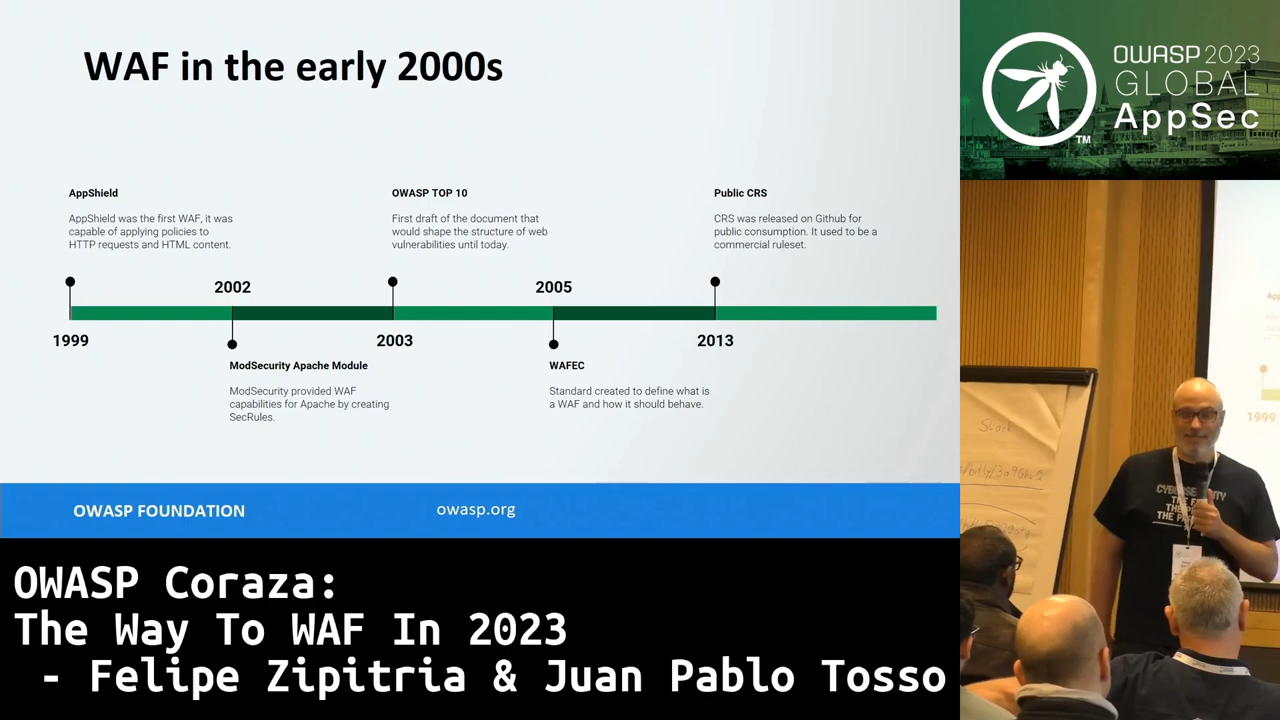 WAF in the early 2000s
AppShield
AppShield was the first WAF, it was
capable of applying policies to
HTTP requests and HTML content.
OWASP TOP 10
First draft of the document that
would shape the structure of web
vulnerabilities until today.
Public CRS
CRS was released on Github for
public consumption. It used to be a
commercial ruleset.
2002
2005
1999
2003
2013
ModSecurity Apache Module
ModSecurity provided WAF
capabilities for Apache by creating
SecRules.
WAFEC
Standard created to define what is
a WAF and how it should behave.
OWASP FOUNDATION
owasp.org
OWASP Coraza:
The Way To WAF In 2023
- Felipe Zipitria & Juan Pablo Tosso
OWASP 2023
GLOBAL
AppSec
TM
Slack
1999